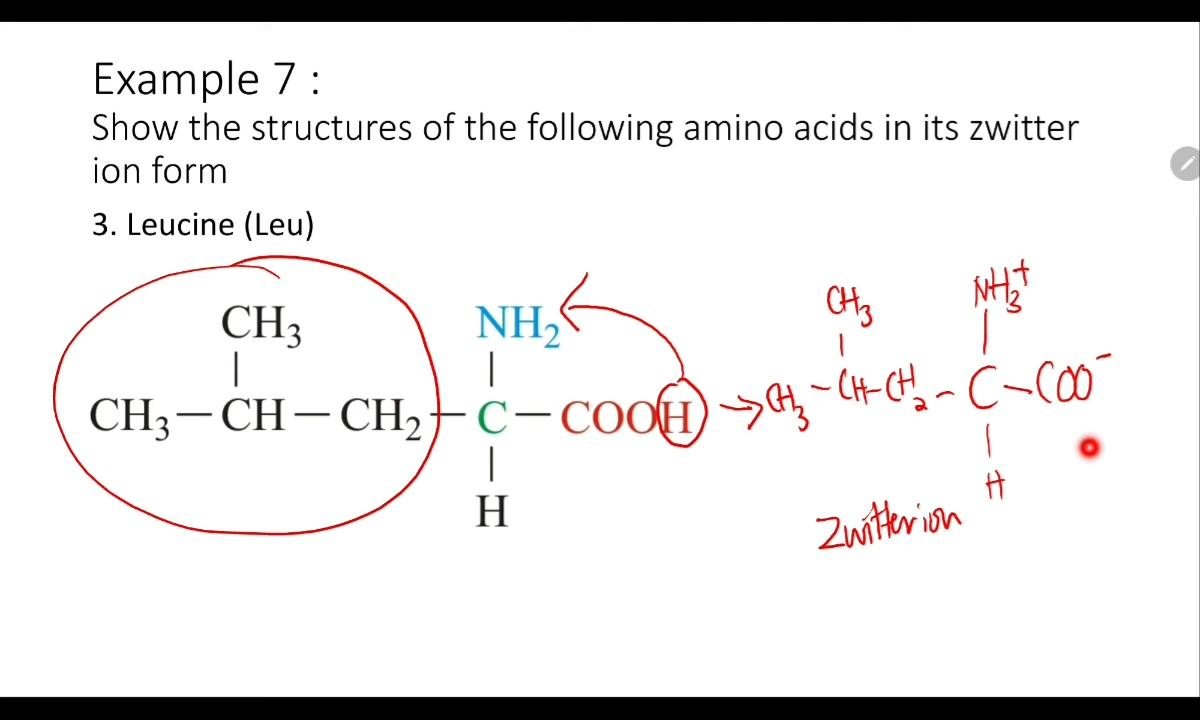 Example 7 :
Show the structures of the following amino acids in its zwitter
ion form
3. Leucine (Leu)
CH₃ NH₂
CH₃—CH—CH₂—C—COOH
H
CH₃ NH₃⁺
→ CH₃–CH–CH₂–C–COO⁻
H
Zwitterion